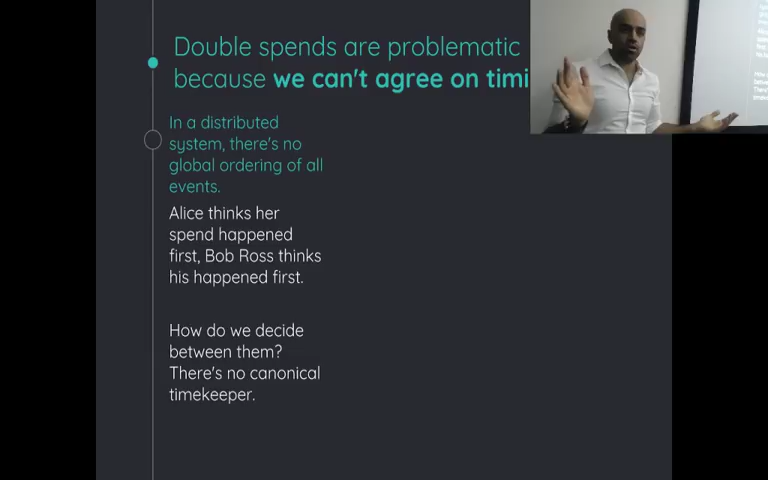 Double spends are problematic
because we can't agree on timi
In a distributed
system, there's no
global ordering of all
events.
Alice thinks her
spend happened
first, Bob Ross thinks
his happened first.
How do we decide
between them?
There's no canonical
timekeeper.